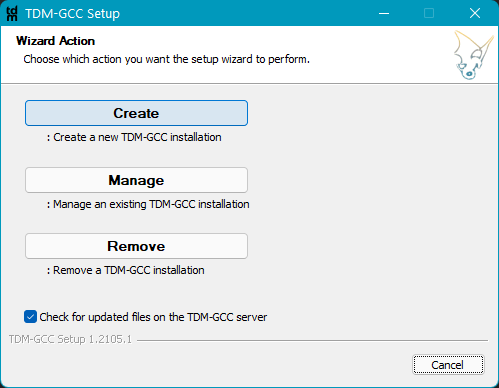 tdm
TDM-GCC Setup
Wizard Action
Choose which action you want the setup wizard to perform.
Create
: Create a new TDM-GCC installation
Manage
: Manage an existing TDM-GCC installation
Remove
: Remove a TDM-GCC installation
Check for updated files on the TDM-GCC server
TDM-GCC Setup 1.2105.1
Cancel